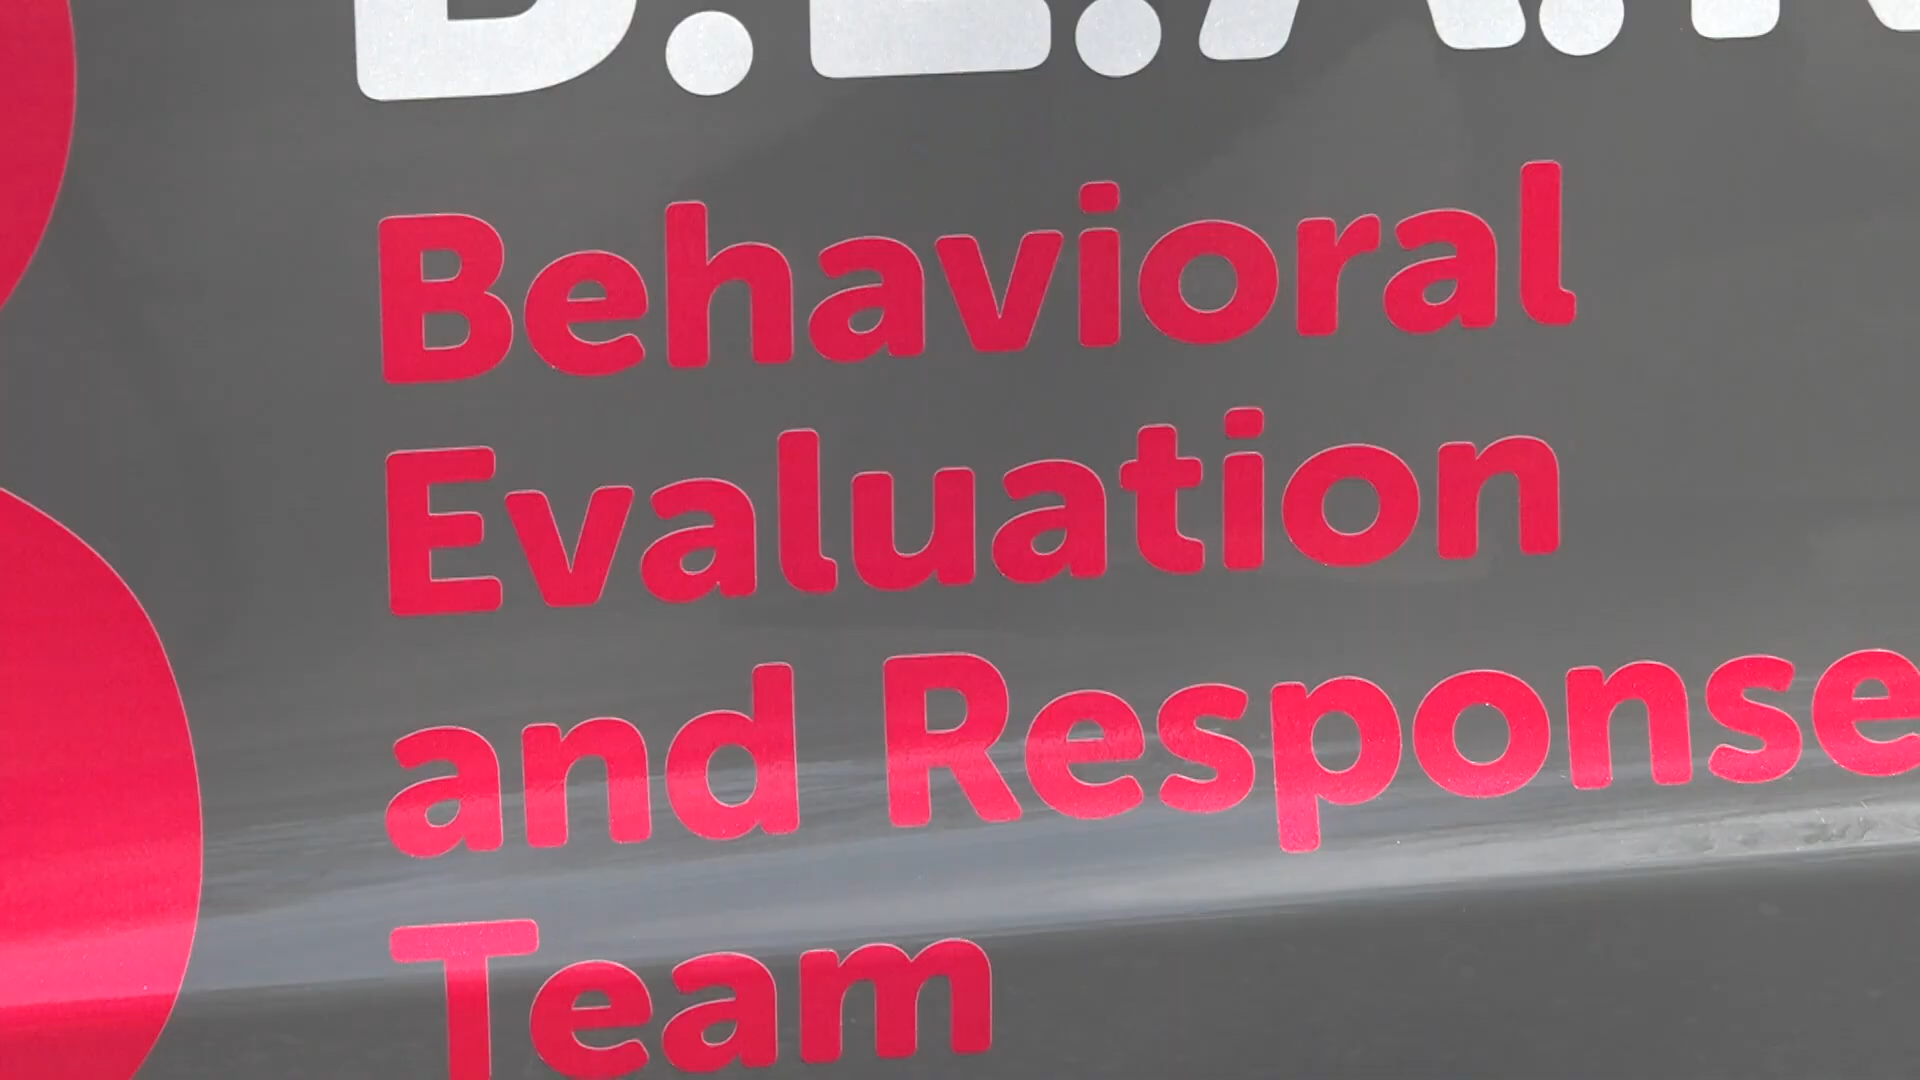 B.E.A.R
Behavioral
Evaluation
and Response
Team